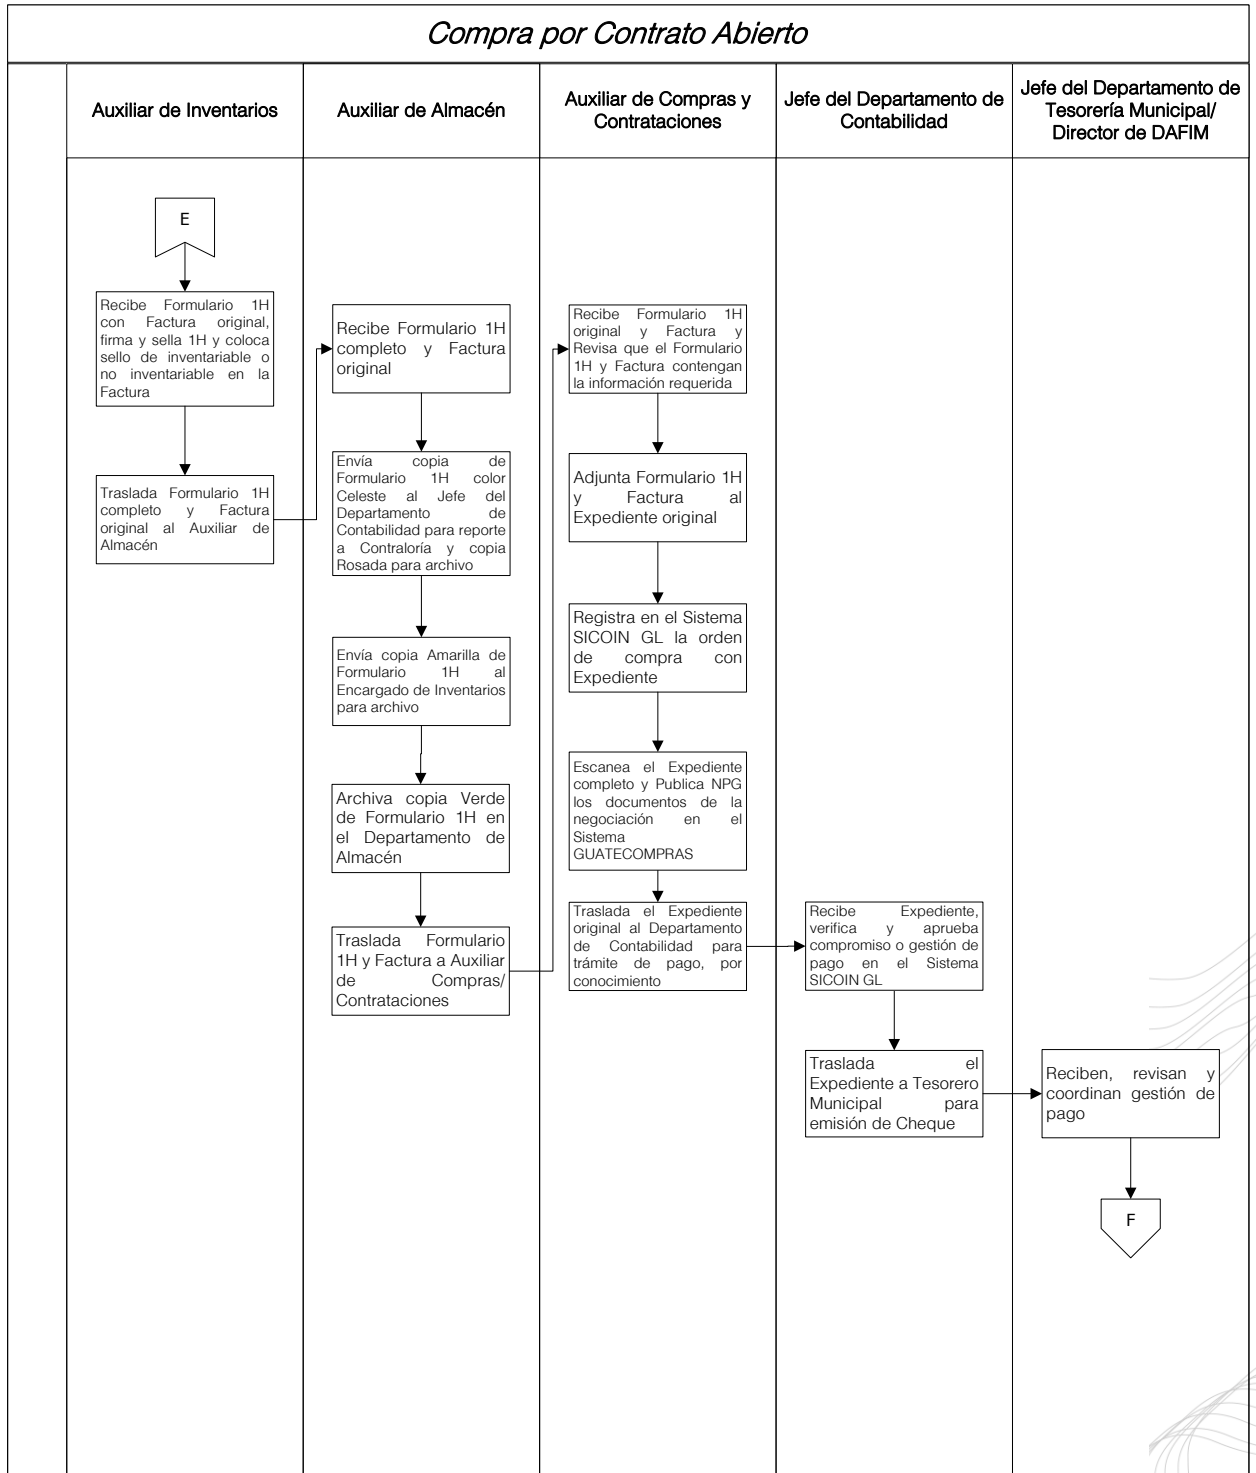 Compra por Contrato Abierto
Auxiliar de Inventarios
Auxiliar de Almacén
Auxiliar de Compras y
Contrataciones
Jefe del Departamento de
Contabilidad
Jefe del Departamento de
Tesorería Municipal/
Director de DAFIM
E
Recibe Formulario 1H
con Factura original,
firma y sella 1H y coloca
sello de inventariable o
no inventariable en la
Factura
Traslada Formulario 1H
completo y Factura
original al Auxiliar de
Almacén
Recibe Formulario 1H
completo y Factura
original
Envía copia de
Formulario 1H color
Celeste al Jefe del
Departamento de
Contabilidad para reporte
a Contraloría y copia
Rosada para archivo
Envía copia Amarilla de
Formulario 1H al
Encargado de Inventarios
para archivo
Archiva copia Verde
de Formulario 1H en
el Departamento de
Almacén
Traslada Formulario
1H y Factura a Auxiliar
de Compras/
Contrataciones
Recibe Formulario 1H
original y Factura y
Revisa que el Formulario
1H y Factura contengan
la información requerida
Adjunta Formulario 1H
y Factura al
Expediente original
Registra en el Sistema
SICOIN GL la orden
de compra con
Expediente
Escanea el Expediente
completo y Publica NPG
los documentos de la
negociación en el
Sistema
GUATECOMPRAS
Traslada el Expediente
original al Departamento
de Contabilidad para
trámite de pago, por
conocimiento
Recibe Expediente,
verifica y aprueba
compromiso o gestión de
pago en el Sistema
SICOIN GL
Traslada el
Expediente a Tesorero
Municipal para
emisión de Cheque
Reciben, revisan y
coordinan gestión de
pago
F